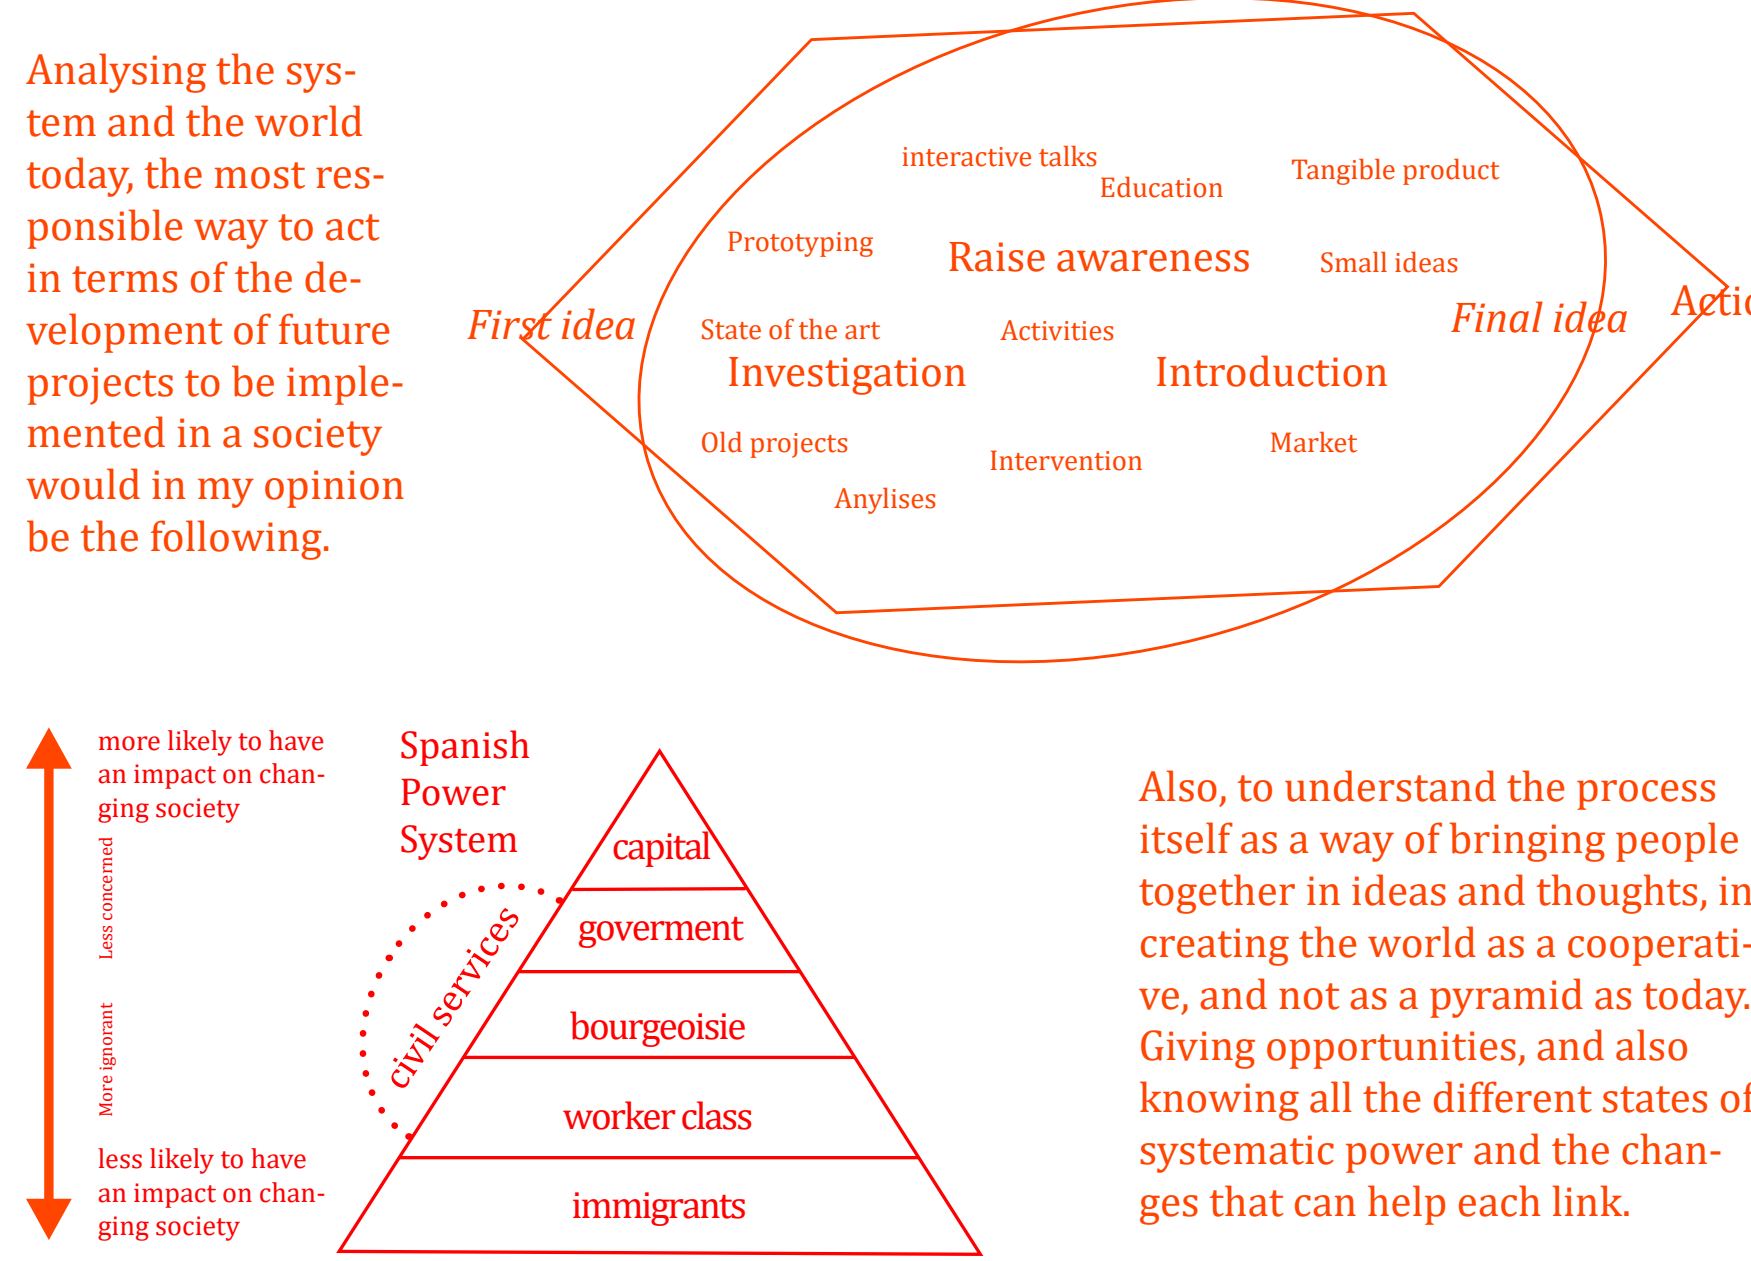 Analysing the sys-
tem and the world
today, the most res-
ponsible way to act
in terms of the de-
velopment of future
projects to be imple-
mented in a society
would in my opinion
be the following.
interactive talks
Education
Tangible product
Prototyping
Raise awareness
Small ideas
First idea
State of the art
Activities
Final idea
Actio
Investigation
Introduction
Old projects
Intervention
Market
Anylises
more likely to have
an impact on chan-
ging society
Less concerned
More ignorant
less likely to have
an impact on chan-
ging society
Spanish
Power
System
civil services
capital
goverment
bourgeoisie
worker class
immigrants
Also, to understand the process
itself as a way of bringing people
together in ideas and thoughts, in
creating the world as a cooperati-
ve, and not as a pyramid as today.
Giving opportunities, and also
knowing all the different states of
systematic power and the chan-
ges that can help each link.